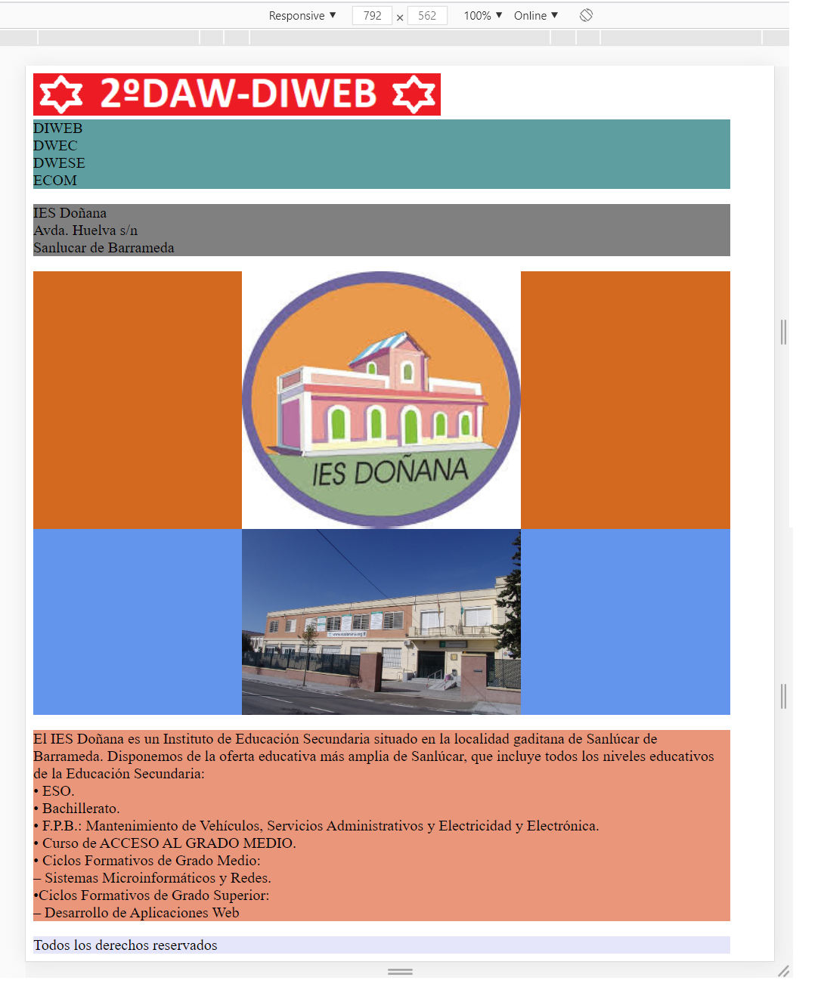 Responsive ▼ 792 × 562 100% ▼ Online ▼
2ºDAW-DIWEB
DIWEB
DWEC
DWESE
ECOM
IES Doñana
Avda. Huelva s/n
Sanlucar de Barrameda
IES DOÑANA
El IES Doñana es un Instituto de Educación Secundaria situado en la localidad gaditana de Sanlúcar de
Barrameda. Disponemos de la oferta educativa más amplia de Sanlúcar, que incluye todos los niveles educativos
de la Educación Secundaria:
• ESO.
• Bachillerato.
• F.P.B.: Mantenimiento de Vehículos, Servicios Administrativos y Electricidad y Electrónica.
• Curso de ACCESO AL GRADO MEDIO.
• Ciclos Formativos de Grado Medio:
– Sistemas Microinformáticos y Redes.
•Ciclos Formativos de Grado Superior:
– Desarrollo de Aplicaciones Web
Todos los derechos reservados